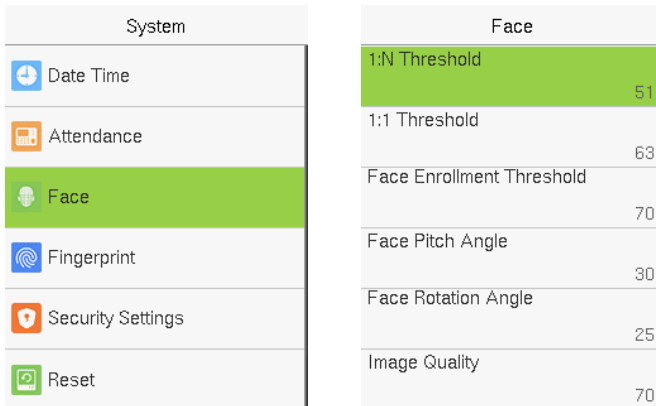 System
Date Time
Attendance
Face
Fingerprint
Security Settings
Reset
Face
1:N Threshold
51
1:1 Threshold
63
Face Enrollment Threshold
70
Face Pitch Angle
30
Face Rotation Angle
25
Image Quality
70